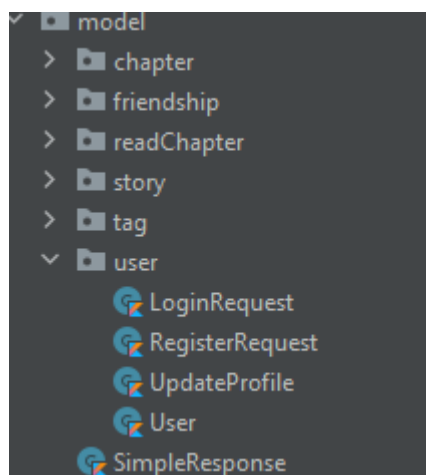 model
chapter
friendship
readChapter
story
tag
user
LoginRequest
RegisterRequest
UpdateProfile
User
SimpleResponse